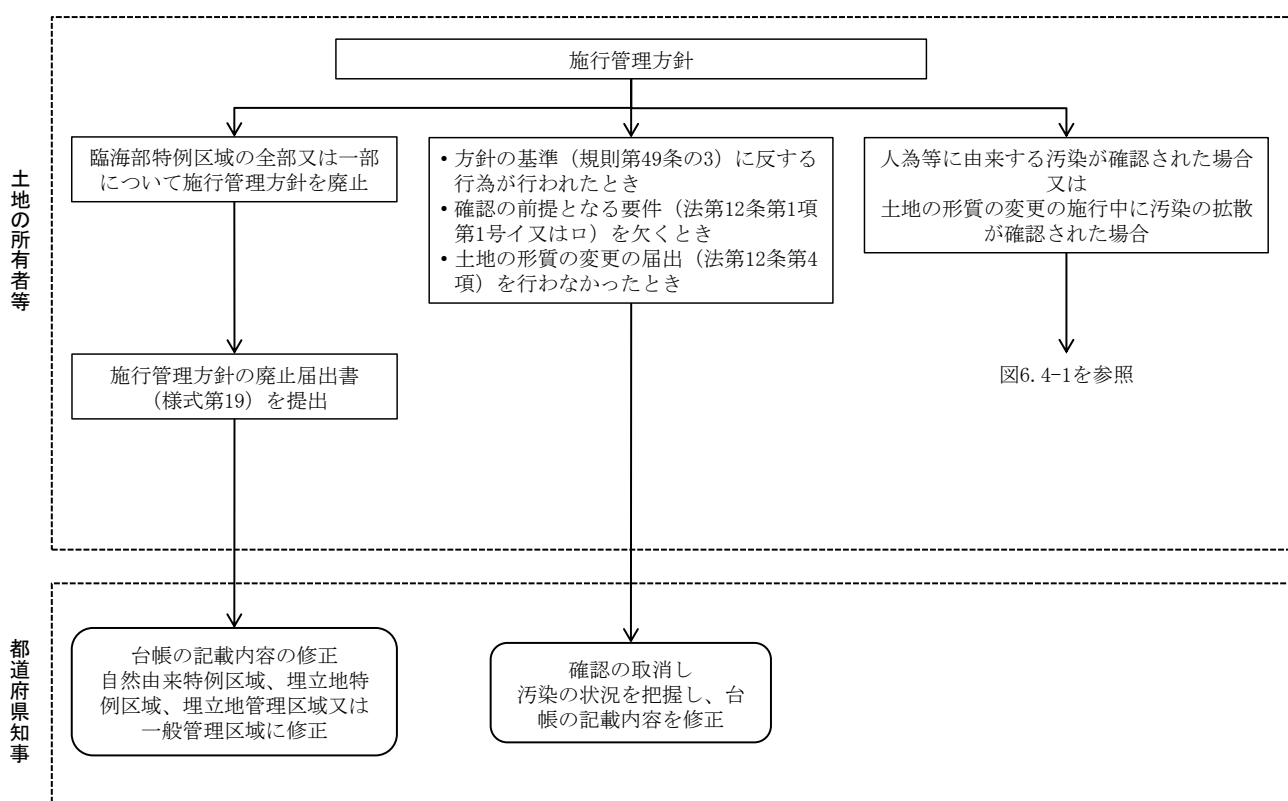 施行管理方針
土地の所有者等
臨海部特例区域の全部又は一部
について施行管理方針を廃止
・方針の基準（規則第49条の3）に反する
行為が行われたとき
・確認の前提となる要件（法第12条第1項
第1号イ又はロ）を欠くとき
・土地の形質の変更の届出（法第12条第4
項）を行わなかったとき
人為等に由来する汚染が確認された場合
又は
土地の形質の変更の施行中に汚染の拡散
が確認された場合
施行管理方針の廃止届出書
（様式第19）を提出
図6.4-1を参照
都道府県知事
台帳の記載内容の修正
自然由来特例区域、埋立地特
例区域、埋立地管理区域又は
一般管理区域に修正
確認の取消し
汚染の状況を把握し、台
帳の記載内容を修正